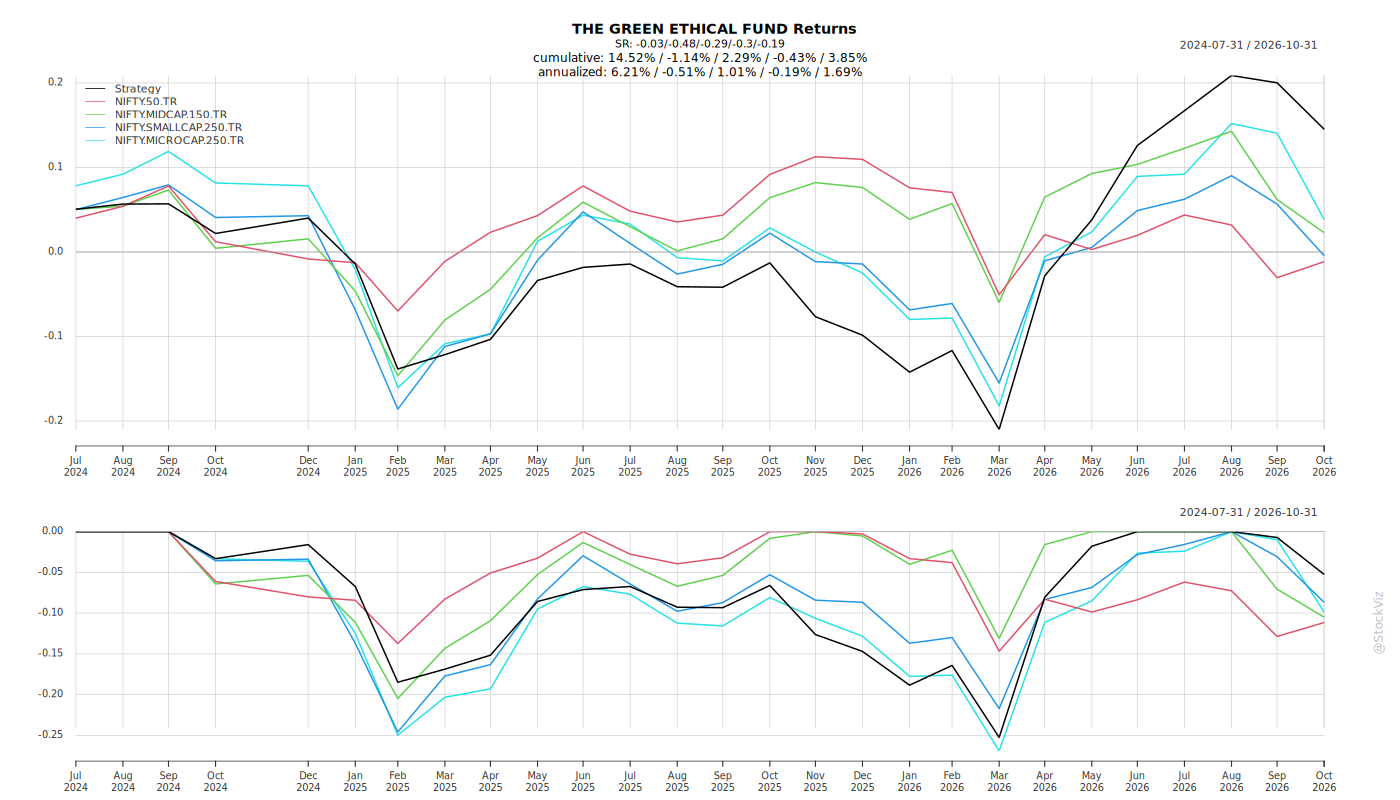 THE GREEN ETHICAL FUND Returns
SR: -0.03/-0.48/-0.29/-0.3/-0.19
cumulative: 14.52% / -1.14% / 2.29% / -0.43% / 3.85%
annualized: 6.21% / -0.51% / 1.01% / -0.19% / 1.69%
2024-07-31 / 2026-10-31
Strategy
NIFTY.50.TR
NIFTY.MIDCAP.150.TR
NIFTY.SMALLCAP.250.TR
NIFTY.MICROCAP.250.TR
0.2
0.1
0.0
-0.1
-0.2
Jul Aug Sep Oct Dec Jan Feb Mar Apr May Jun Jul Aug Sep Oct Nov Dec Jan Feb Mar Apr May Jun Jul Aug Sep Oct
2024 2024 2024 2024 2024 2025 2025 2025 2025 2025 2025 2025 2025 2025 2025 2025 2025 2026 2026 2026 2026 2026 2026 2026 2026 2026 2026
2024-07-31 / 2026-10-31
0.00
-0.05
-0.10
-0.15
-0.20
-0.25
Jul Aug Sep Oct Dec Jan Feb Mar Apr May Jun Jul Aug Sep Oct Nov Dec Jan Feb Mar Apr May Jun Jul Aug Sep Oct
2024 2024 2024 2024 2024 2025 2025 2025 2025 2025 2025 2025 2025 2025 2025 2025 2025 2026 2026 2026 2026 2026 2026 2026 2026 2026 2026
@StockViz